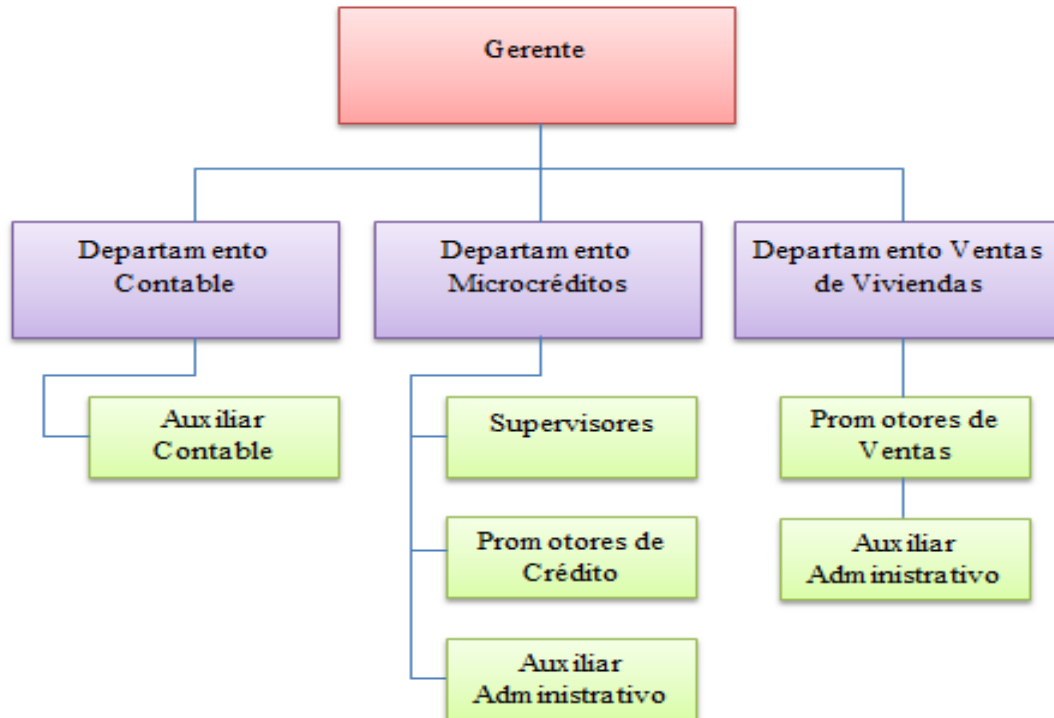 Gerente
Departamento
Contable
Departamento
Microcréditos
Departamento Ventas
de Viviendas
Auxiliar
Contable
Supervisores
Promotores de
Crédito
Auxiliar
Administrativo
Promotores de
Ventas
Auxiliar
Administrativo